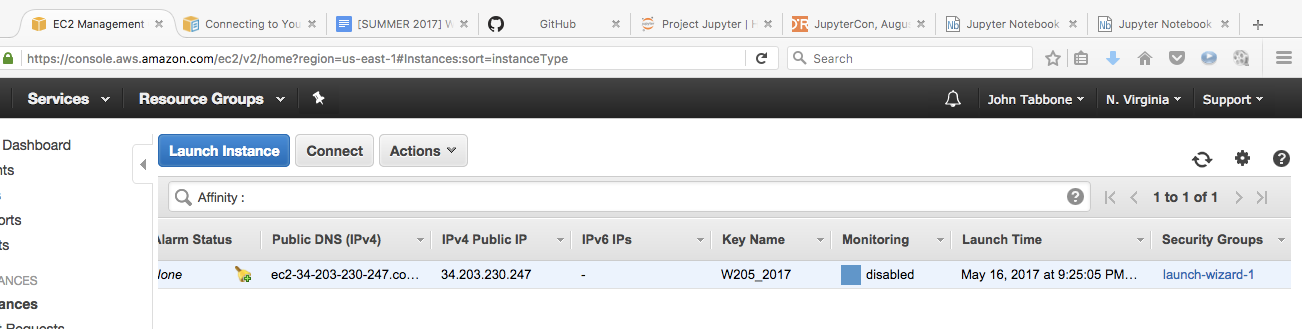 EC2 Management Connecting to You [SUMMER 2017] W GitHub Project Jupyter | H JupyterCon, Augus Jupyter Notebook Jupyter Notebook
https://console.aws.amazon.com/ec2/v2/home?region=us-east-1#Instances:sort=instanceType Search
Services Resource Groups John Tabbone N. Virginia Support
Dashboard Launch Instance Connect Actions
nts
s Affinity : 1 to 1 of 1
orts
ts Alarm Status Public DNS (IPv4) IPv4 Public IP IPv6 IPs Key Name Monitoring Launch Time Security Groups
ANCES lone ec2-34-203-230-247.co... 34.203.230.247 - W205_2017 disabled May 16, 2017 at 9:25:05 PM... launch-wizard-1
ances
Requests